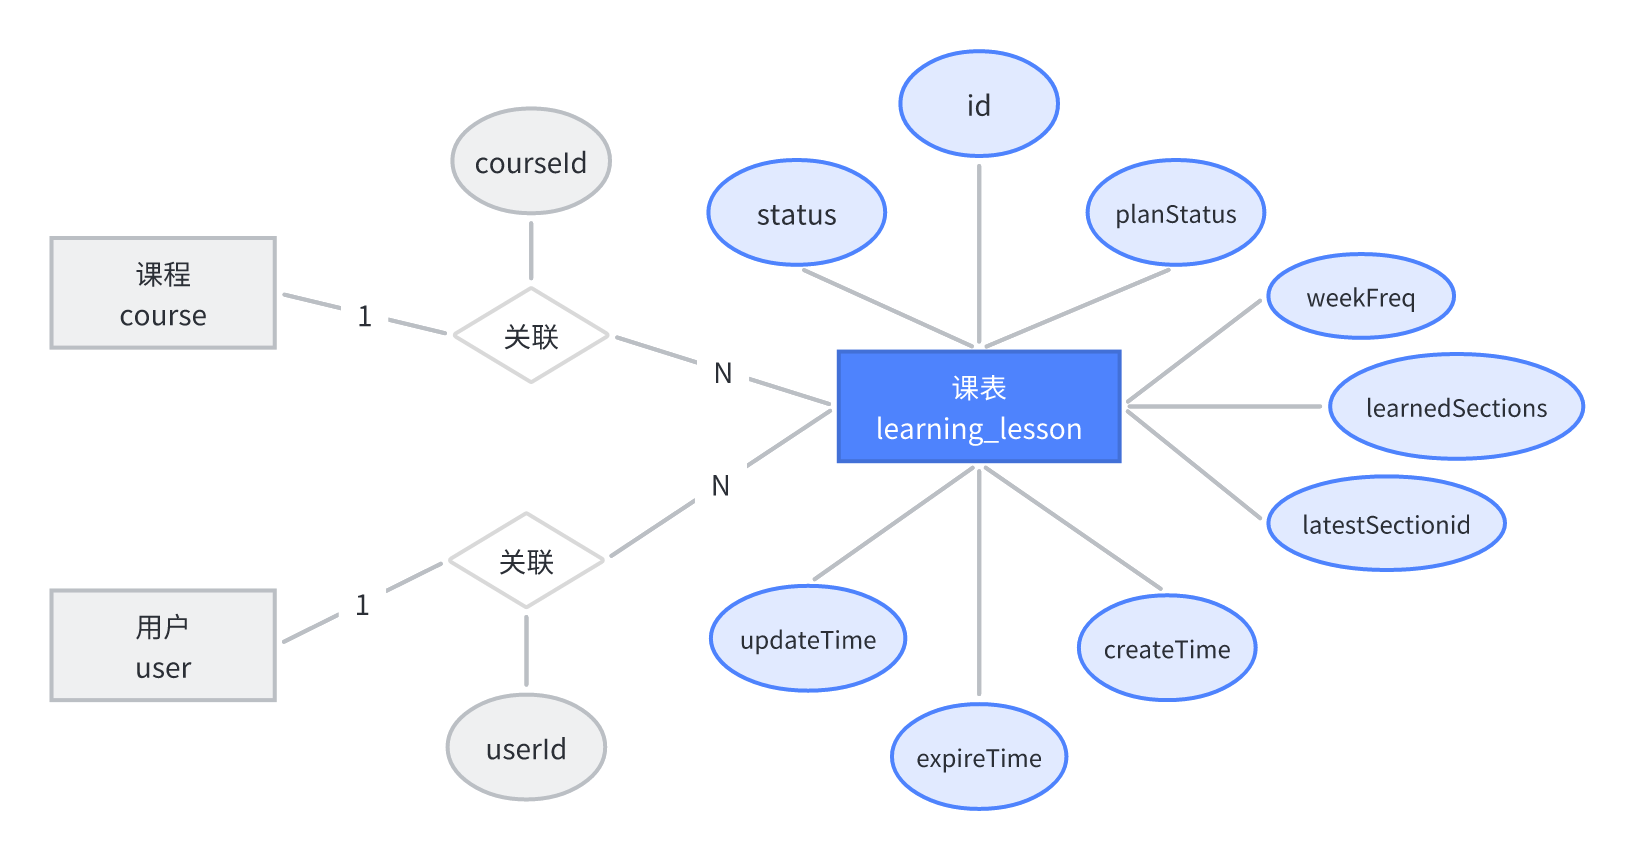 id
courseId
status
planStatus
课程
course
1
关联
weekFreq
N
课表
learning_lesson
learnedSections
N
latestSectionid
关联
1
用户
user
updateTime
createTime
userId
expireTime